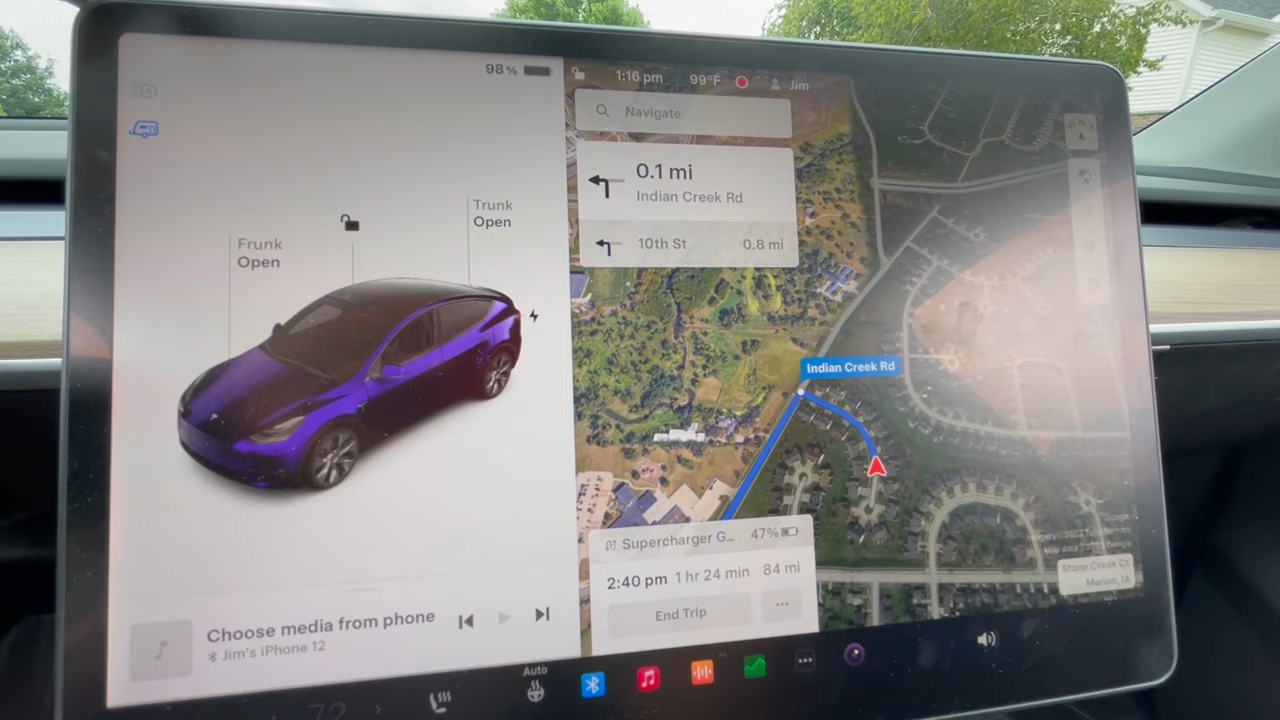 98%
1:16 pm
99°F
Jim
Navigate
0.1 mi
Indian Creek Rd
10th St
0.8 mi
Trunk
Open
Frunk
Open
N
Indian Creek Rd
Supercharger G...
47%
2:40 pm
1 hr 24 min
84 mi
End Trip
Stone Creek Ct
Marion, IA
Choose media from phone
Jim's iPhone 12
Auto
72